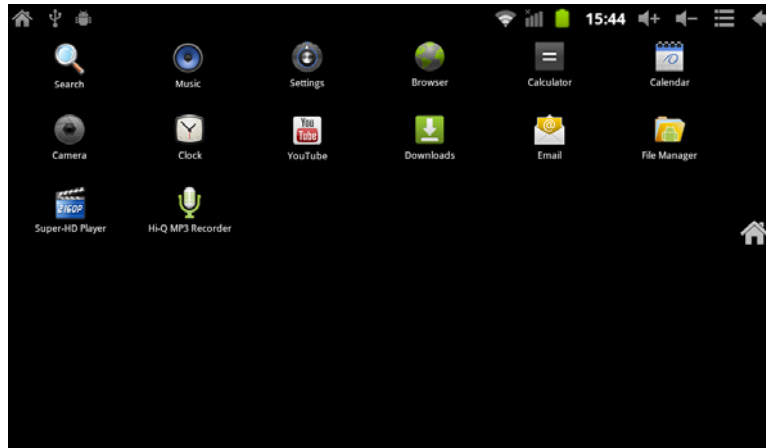 15:44
Search Music Settings Browser Calculator Calendar
You
Tube
Camera Clock YouTube Downloads Email File Manager
2160P
Super-HD Player Hi-Q MP3 Recorder